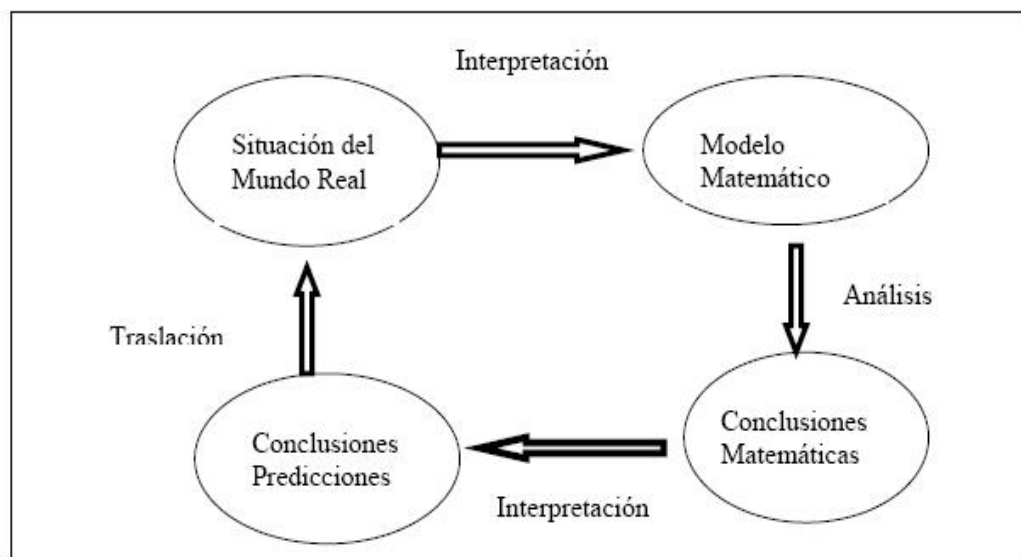 Interpretación
Situación del
Mundo Real
Modelo
Matemático
Análisis
Traslación
Conclusiones
Matemáticas
Conclusiones
Predicciones
Interpretación